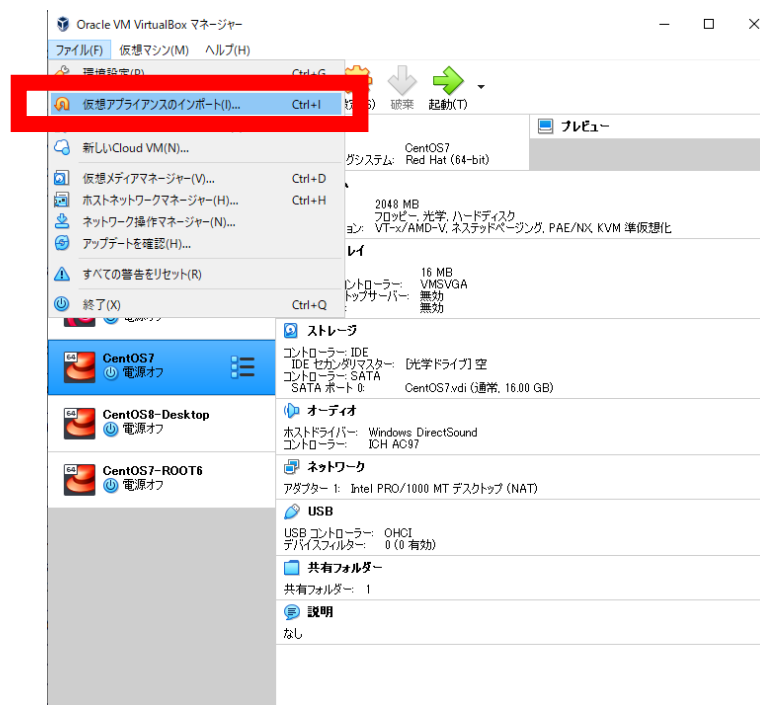 Oracle VM VirtualBox マネージャー
ファイル(F) 仮想マシン(M) ヘルプ(H)
環境設定(P)... Ctrl+G
仮想アプライアンスのインポート(I)... Ctrl+I
新しいCloud VM(N)...
仮想メディアマネージャー(V)... Ctrl+D
ホストネットワークマネージャー(H)... Ctrl+H
ネットワーク操作マネージャー(N)...
アップデートを確認(H)...
すべての警告をリセット(R)
終了(X) Ctrl+Q
破棄 起動(T)
プレビュー
CentOS7
グシステム: Red Hat (64-bit)
2048 MB
フロッピー, 光学, ハードディスク
ョン: VT-x/AMD-V, ネステッドページング, PAE/NX, KVM 準仮想化
レイ
16 MB
ントローラー: VMSVGA
トップサーバー: 無効
無効
電源オフ
64 CentOS7
電源オフ
64 CentOS8-Desktop
電源オフ
64 CentOS7-ROOT6
電源オフ
ストレージ
コントローラー: IDE
IDE セカンダリマスター: [光学ドライブ] 空
コントローラー: SATA
SATA ポート 0: CentOS7.vdi (通常, 16.00 GB)
オーディオ
ホストドライバー: Windows DirectSound
コントローラー: ICH AC97
ネットワーク
アダプター 1: Intel PRO/1000 MT デスクトップ (NAT)
USB
USB コントローラー: OHCI
デバイスフィルター: 0 (0 有効)
共有フォルダー
共有フォルダー: 1
説明
なし